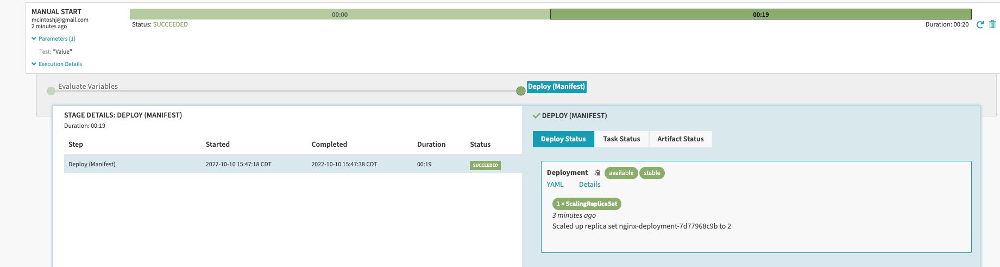 MANUAL START
mcintoshj@gmail.com
2 minutes ago
00:00
00:19
Status: SUCCEEDED
Duration: 00:20
Parameters (1)
Test: "Value"
Execution Details
Evaluate Variables
Deploy (Manifest)
STAGE DETAILS: DEPLOY (MANIFEST)
Duration: 00:19
Step Started Completed Duration Status
Deploy (Manifest) 2022-10-10 15:47:18 CDT 2022-10-10 15:47:38 CDT 00:19 SUCCEEDED
DEPLOY (MANIFEST)
Deploy Status Task Status Artifact Status
Deployment available stable
YAML Details
1 × ScalingReplicaSet
3 minutes ago
Scaled up replica set nginx-deployment-7d77968c9b to 2